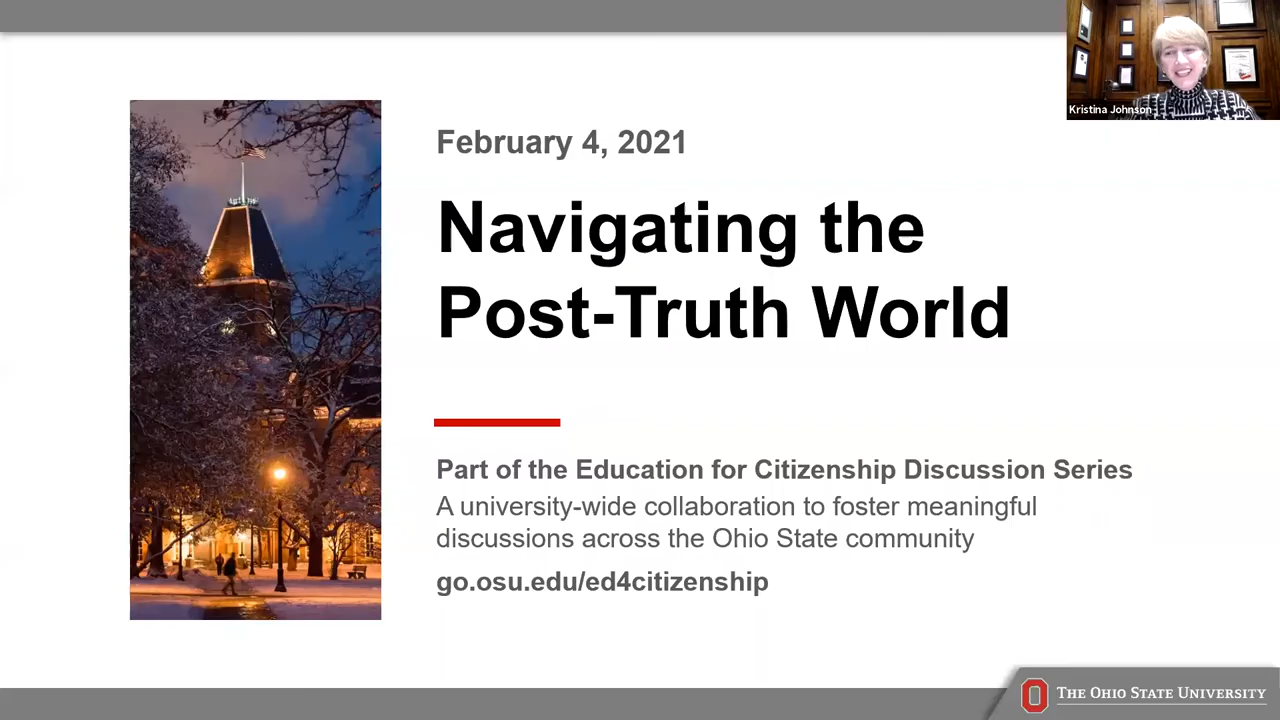 Kristina Johnson
February 4, 2021
Navigating the
Post-Truth World
Part of the Education for Citizenship Discussion Series
A university-wide collaboration to foster meaningful
discussions across the Ohio State community
go.osu.edu/ed4citizenship
THE OHIO STATE UNIVERSITY